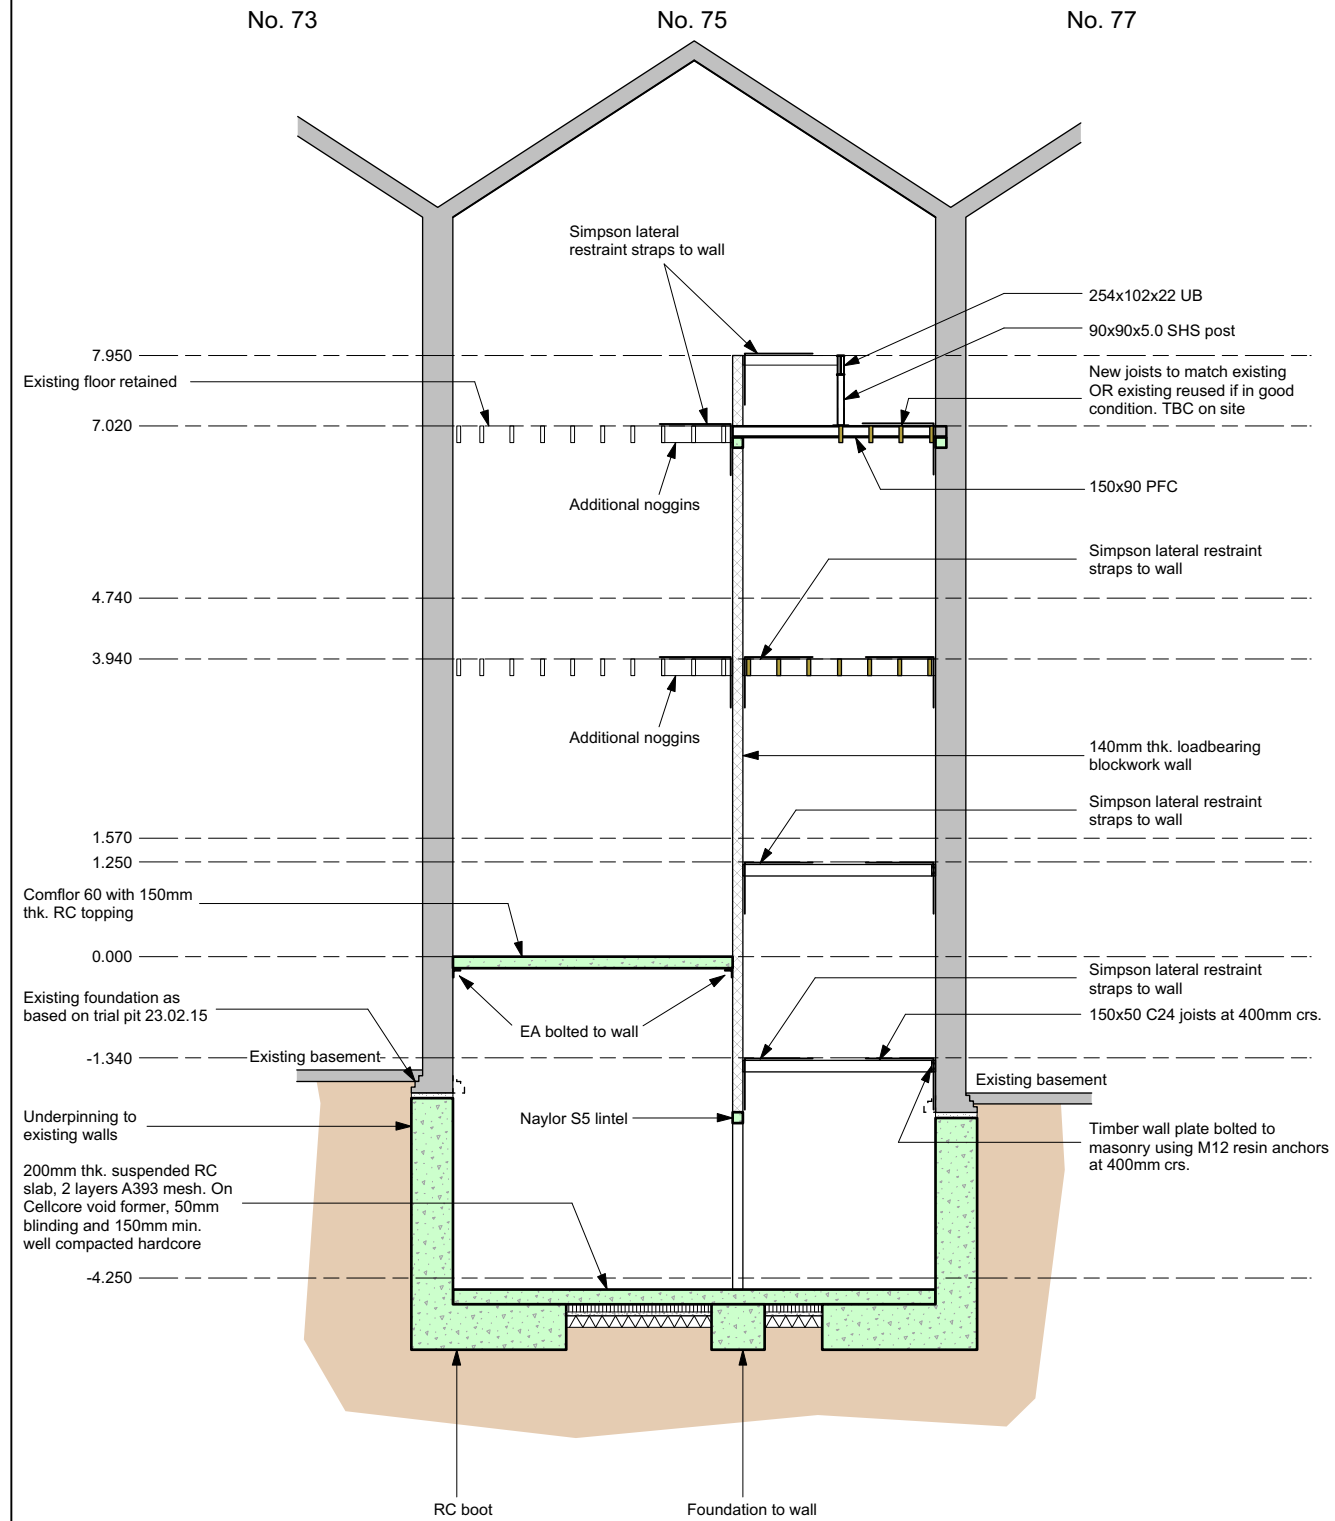 No. 73
No. 75
No. 77
Simpson lateral
restraint straps to wall
254x102x22 UB
90x90x5.0 SHS post
7.950
Existing floor retained
New joists to match existing
OR existing reused if in good
condition. TBC on site
7.020
Additional noggins
150x90 PFC
Simpson lateral restraint
straps to wall
4.740
3.940
Additional noggins
140mm thk. loadbearing
blockwork wall
Simpson lateral restraint
straps to wall
1.570
1.250
Comflor 60 with 150mm
thk. RC topping
0.000
Simpson lateral restraint
straps to wall
Existing foundation as
based on trial pit 23.02.15
EA bolted to wall
150x50 C24 joists at 400mm crs.
-1.340
Existing basement
Existing basement
Underpinning to
existing walls
Naylor S5 lintel
Timber wall plate bolted to
masonry using M12 resin anchors
at 400mm crs.
200mm thk. suspended RC
slab, 2 layers A393 mesh. On
Cellcore void former, 50mm
blinding and 150mm min.
well compacted hardcore
-4.250
RC boot
Foundation to wall